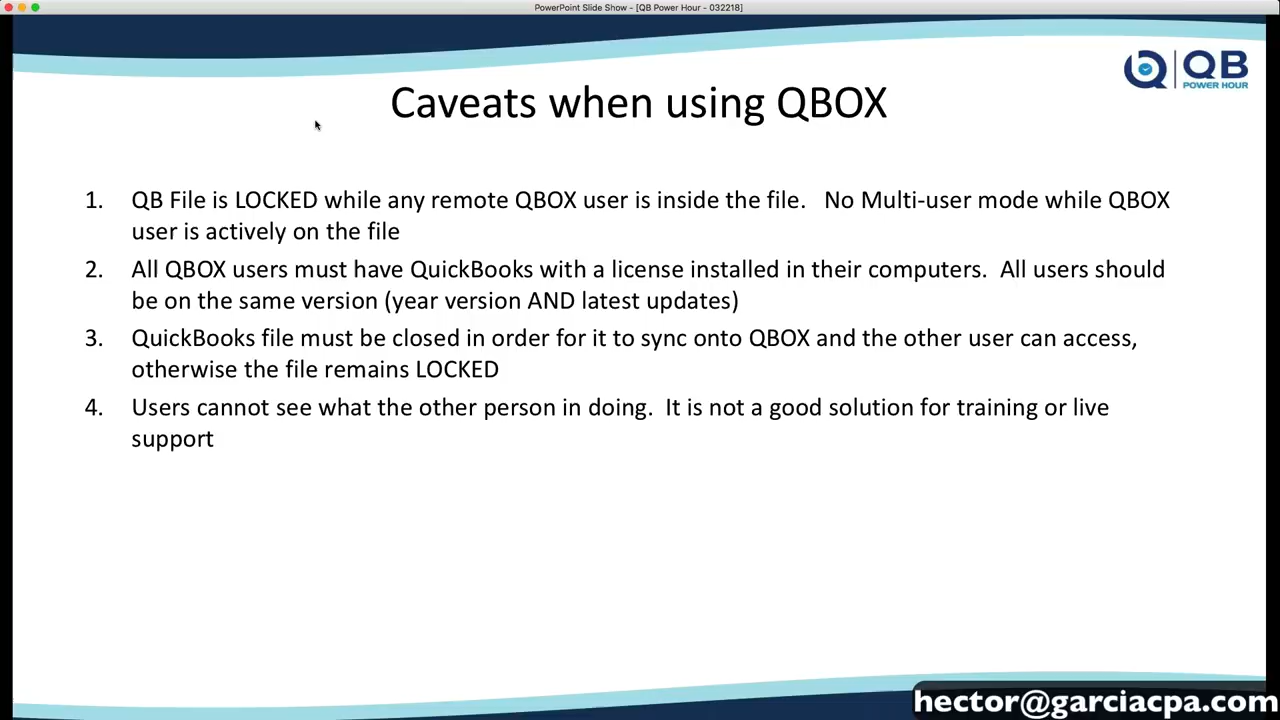 PowerPoint Slide Show - [QB Power Hour - 032218]
QB
POWER HOUR
Caveats when using QBOX
1. QB File is LOCKED while any remote QBOX user is inside the file. No Multi-user mode while QBOX
user is actively on the file
2. All QBOX users must have QuickBooks with a license installed in their computers. All users should
be on the same version (year version AND latest updates)
3. QuickBooks file must be closed in order for it to sync onto QBOX and the other user can access,
otherwise the file remains LOCKED
4. Users cannot see what the other person in doing. It is not a good solution for training or live
support
hector@garciacpa.com